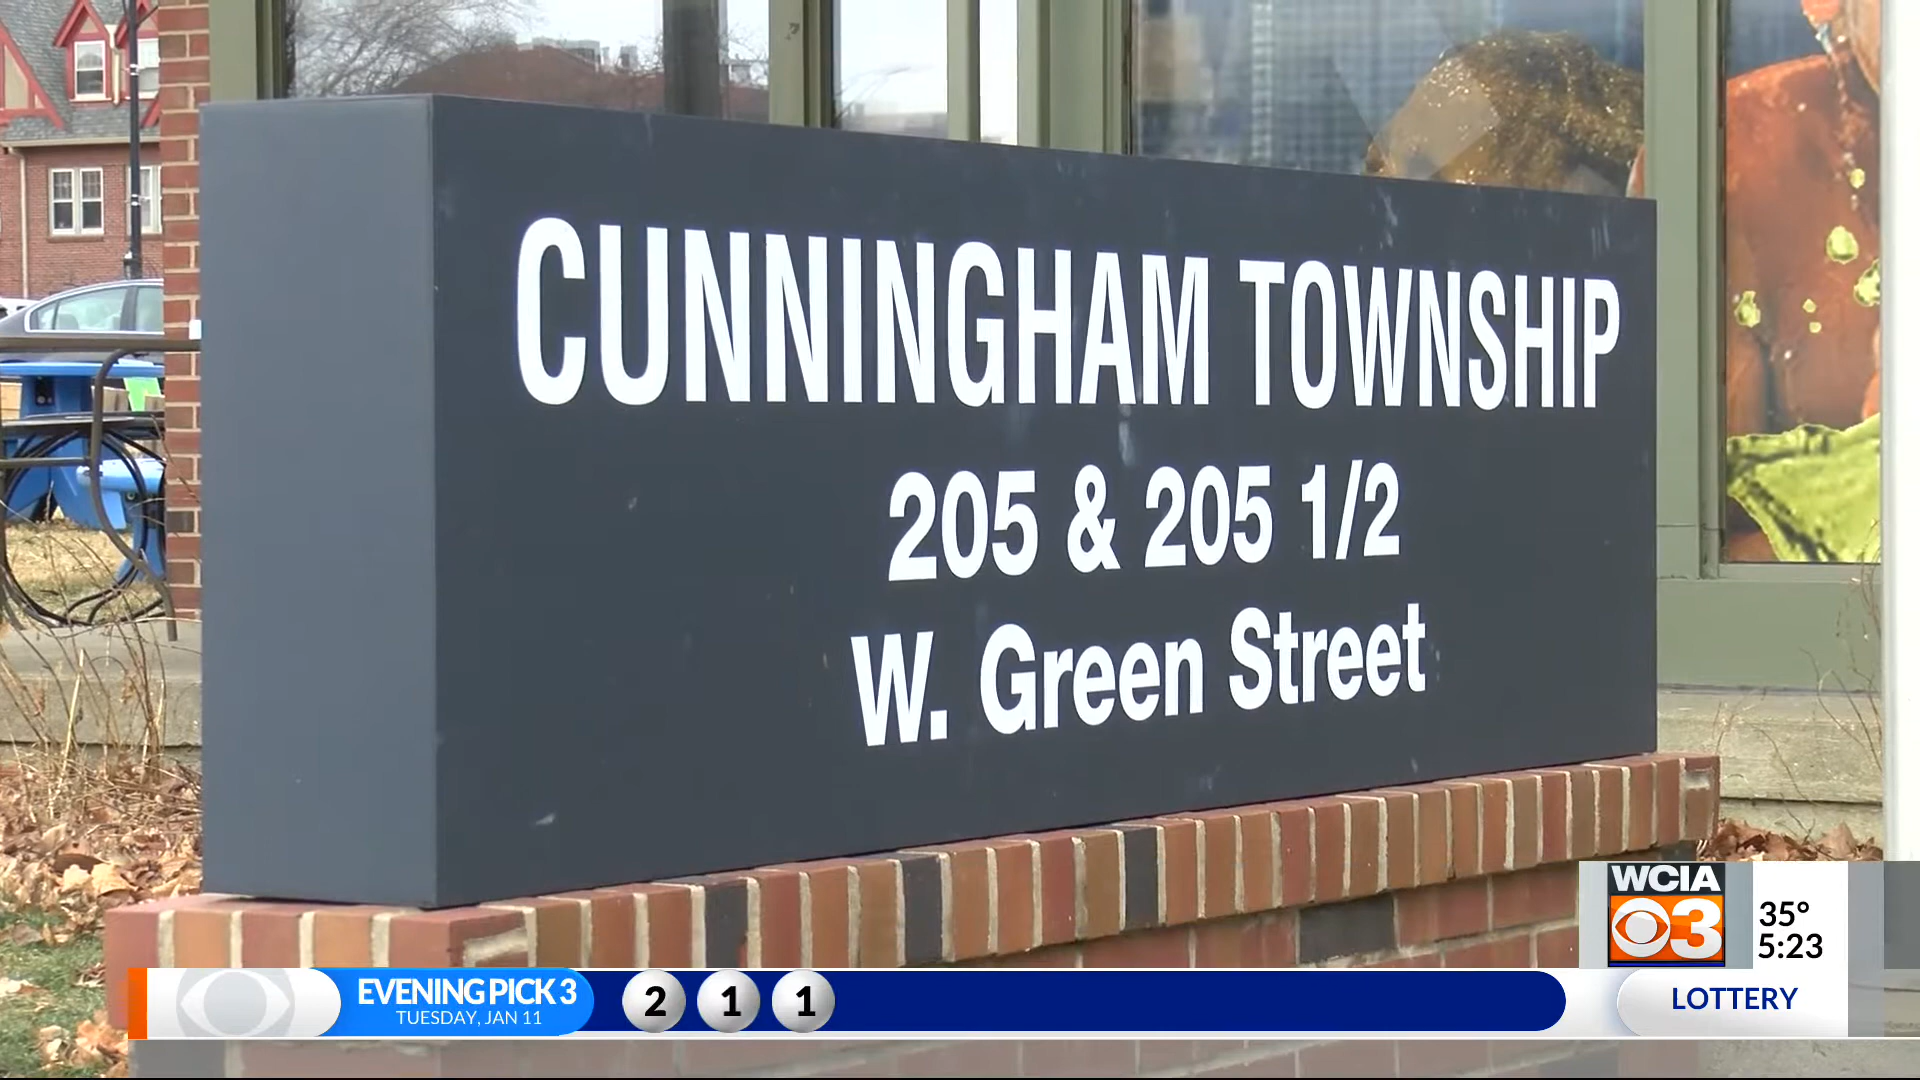 CUNNINGHAM TOWNSHIP
205 & 205 1/2
W. Green Street
WCIA
3
35°
5:23
EVENING PICK 3
TUESDAY, JAN 11
2 1 1
LOTTERY